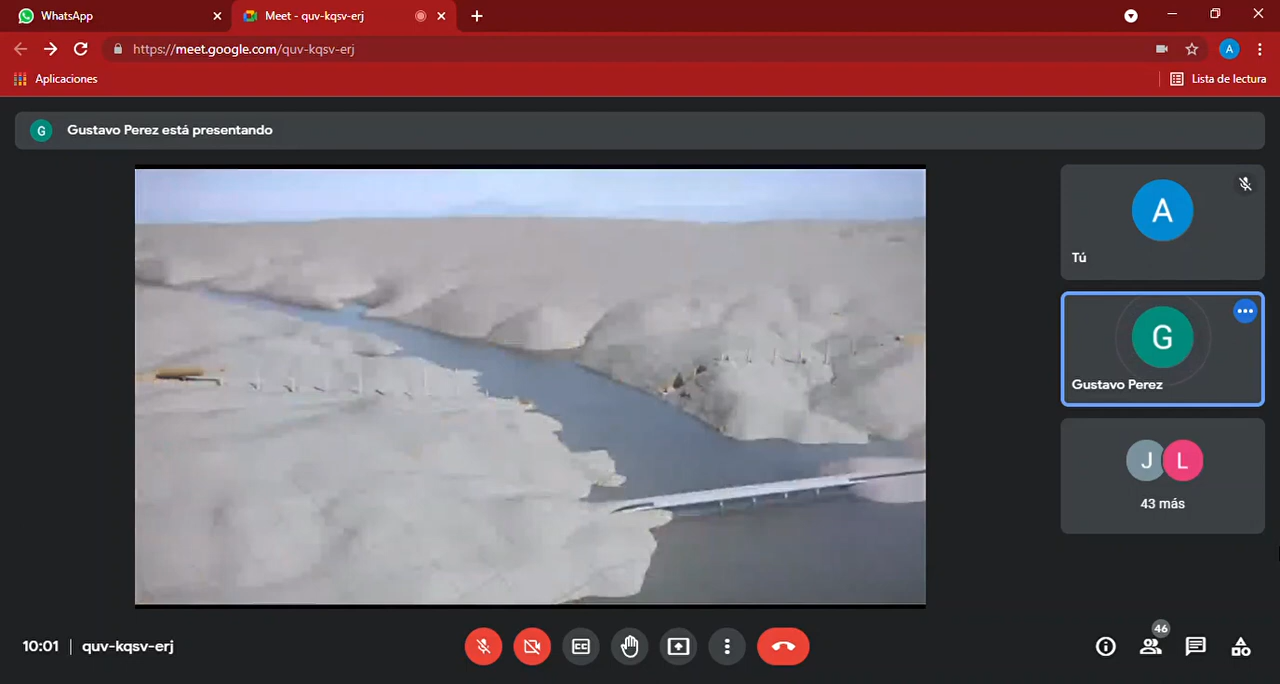 WhatsApp
Meet - quv-kqsv-erj
https://meet.google.com/quv-kqsv-erj
A
Aplicaciones
Lista de lectura
G
Gustavo Perez está presentando
A
Tú
G
Gustavo Perez
J L
43 más
10:01 | quv-kqsv-erj
CC
46